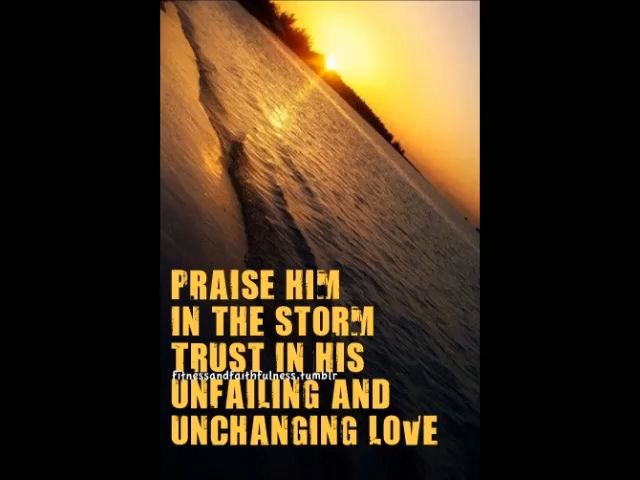 PRAISE HIM
IN THE STORM
TRUST IN HIS
fitnessandfaithfulness.tumblr
UNFAILING AND
UNCHANGING LOVE